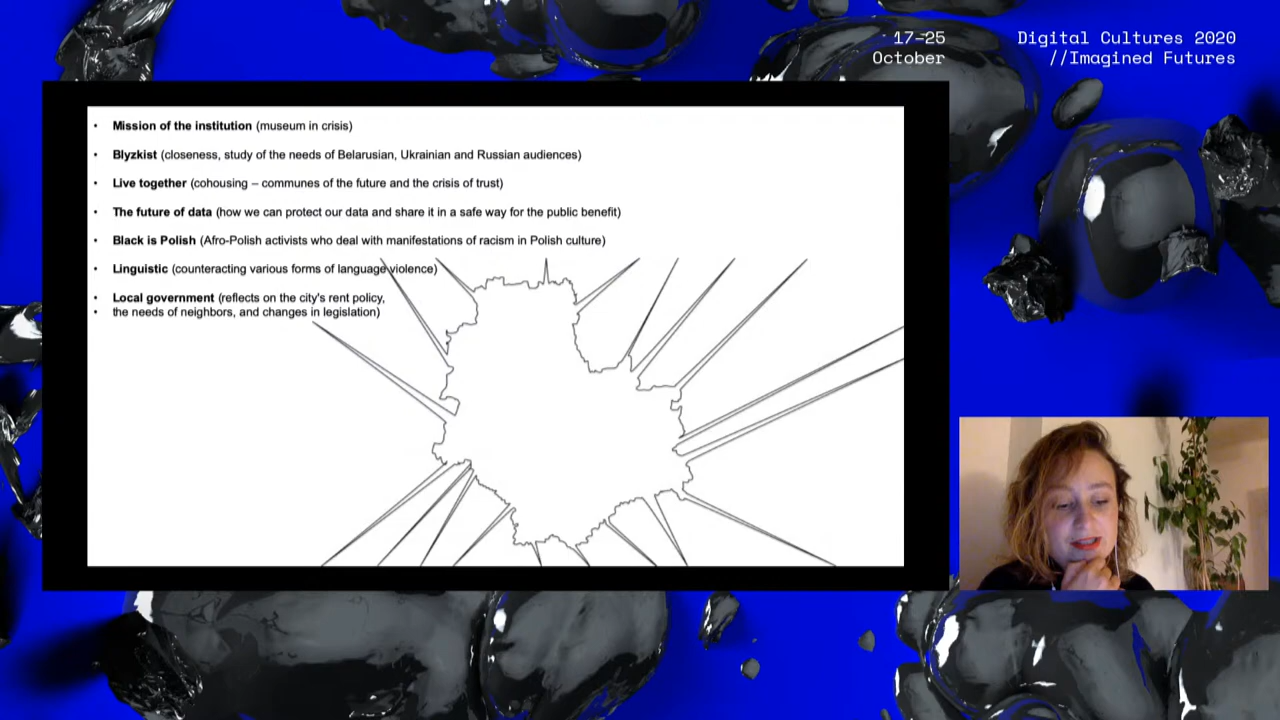 17–25
October
Digital Cultures 2020
//Imagined Futures
• Mission of the institution (museum in crisis)
• Blyzkist (closeness, study of the needs of Belarusian, Ukrainian and Russian audiences)
• Live together (cohousing – communes of the future and the crisis of trust)
• The future of data (how we can protect our data and share it in a safe way for the public benefit)
• Black is Polish (Afro-Polish activists who deal with manifestations of racism in Polish culture)
• Linguistic (counteracting various forms of language violence)
• Local government (reflects on the city's rent policy,
• the needs of neighbors, and changes in legislation)